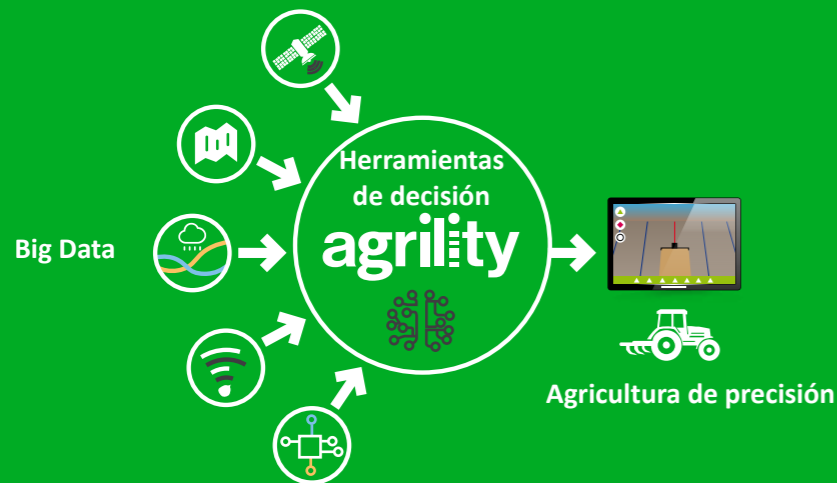 Herramientas
de decisión
agrility
Big Data
Agricultura de precisión